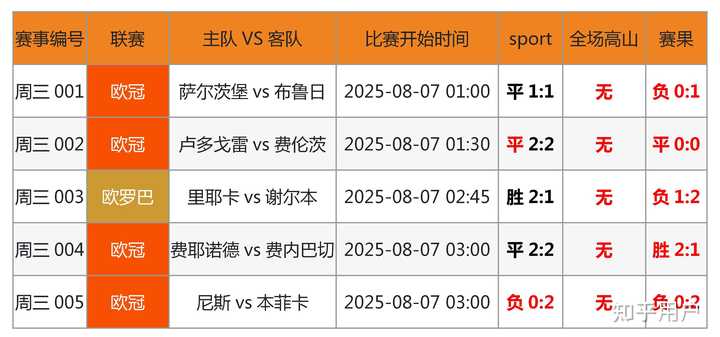 赛事编号 联赛 主队 VS 客队 比赛开始时间 sport 全场高山 赛果
周三 001 欧冠 萨尔茨堡 vs 布鲁日 2025-08-07 01:00 平 1:1 无 负 0:1
周三 002 欧冠 卢多戈雷 vs 费伦茨 2025-08-07 01:30 平 2:2 无 平 0:0
周三 003 欧罗巴 里耶卡 vs 谢尔本 2025-08-07 02:45 胜 2:1 无 负 1:2
周三 004 欧冠 费耶诺德 vs 费内巴切 2025-08-07 03:00 平 2:2 无 胜 2:1
周三 005 欧冠 尼斯 vs 本菲卡 2025-08-07 03:00 负 0:2 无 负 0:2
知乎用户